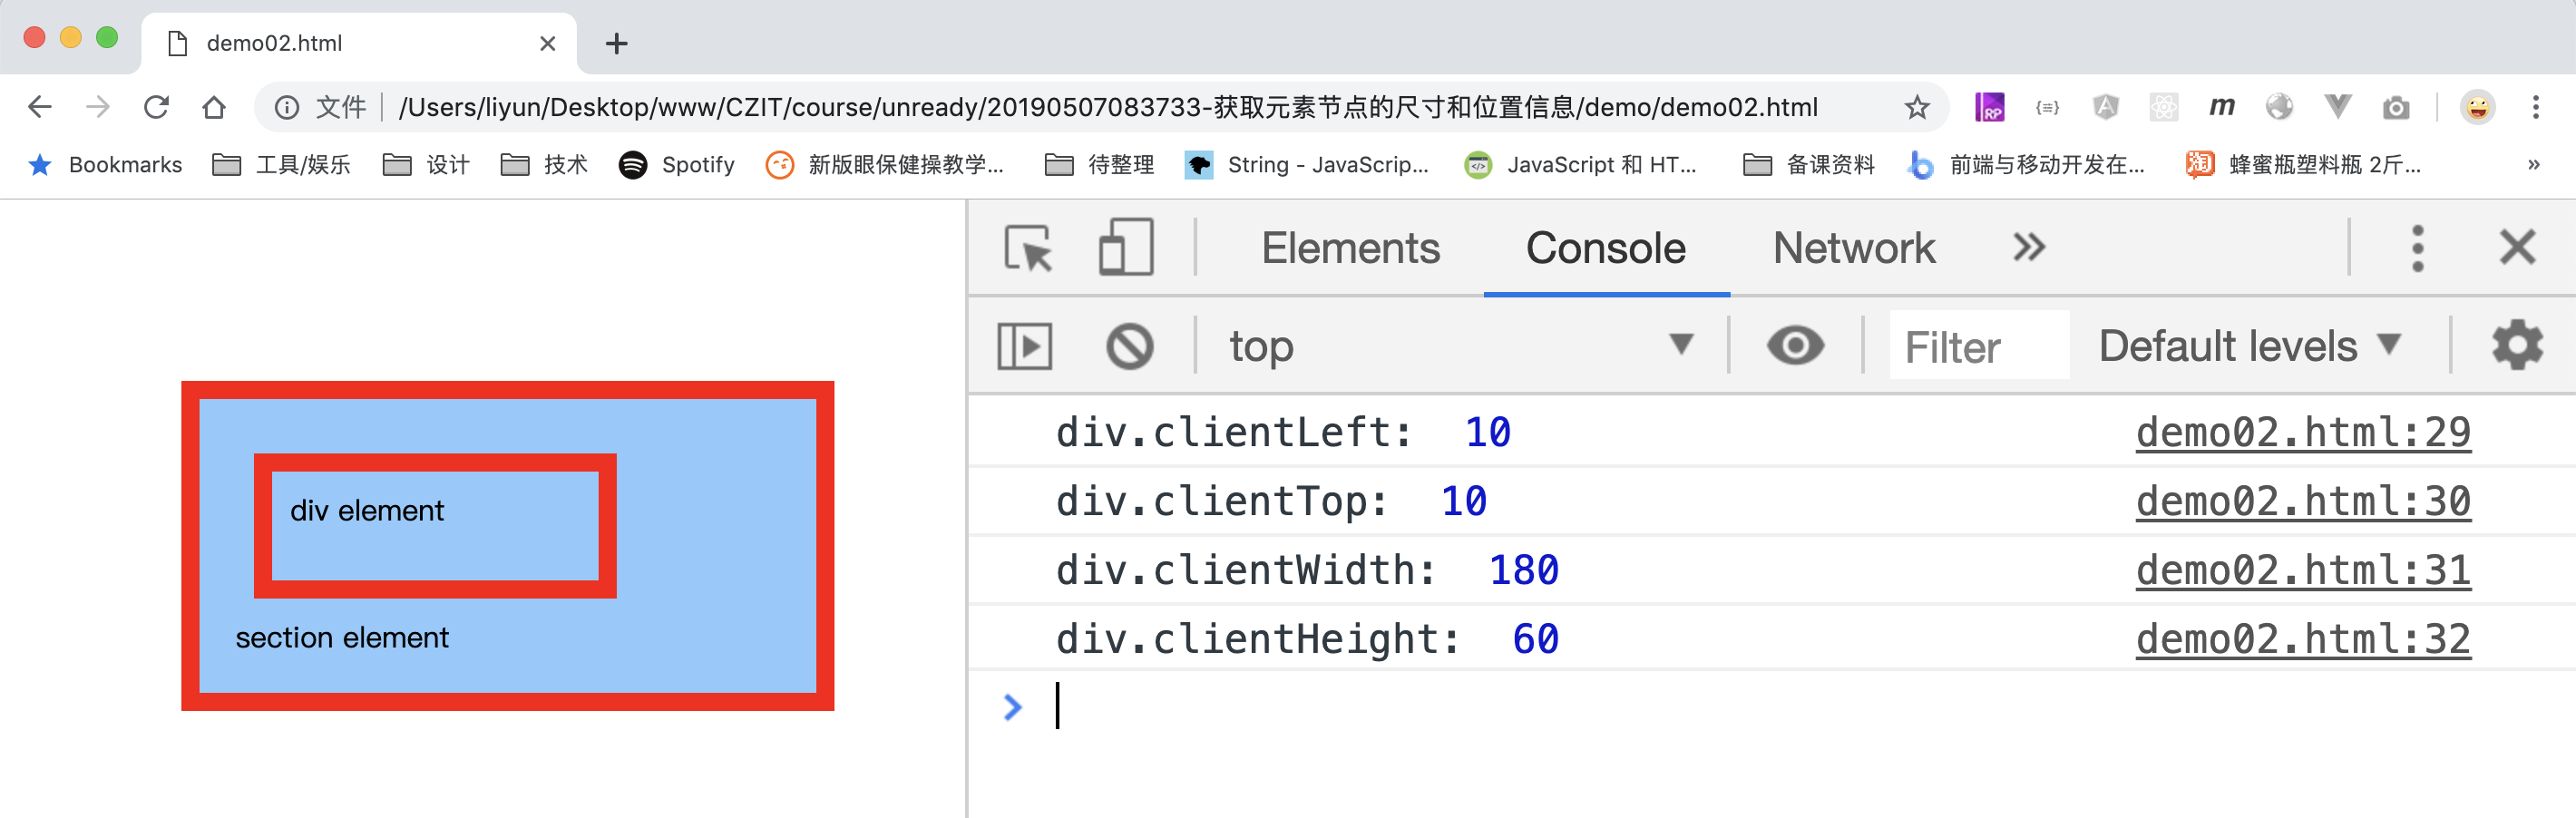 demo02.html
文件 /Users/liyun/Desktop/www/CZIT/course/unready/20190507083733-获取元素节点的尺寸和位置信息/demo/demo02.html RP {≡} A m
Bookmarks 工具/娱乐 设计 技术 Spotify 新版眼保健操教学... 待整理 String - JavaScrip... JavaScript 和 HT... 备课资料 前端与移动开发在... 淘 蜂蜜瓶塑料瓶 2斤... »
Elements Console Network »
top Filter Default levels
div element
section element
div.clientLeft: 10 demo02.html:29
div.clientTop: 10 demo02.html:30
div.clientWidth: 180 demo02.html:31
div.clientHeight: 60 demo02.html:32